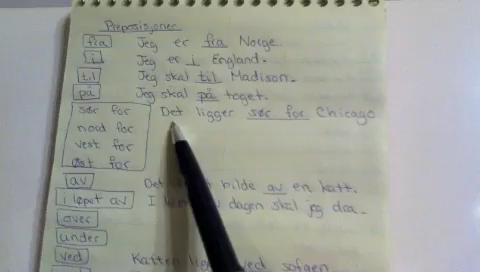 Preposisjoner
fra Jeg er fra Norge.
i Jeg er i England.
til Jeg skal til Madison.
på Jeg skal på toget.
sør for Det ligger sør for Chicago
nord for
vest for
øst for
av Det bilde av en katt.
i løpet av I dagen skal jeg dra.
over
under
ved Katten ved sofaen